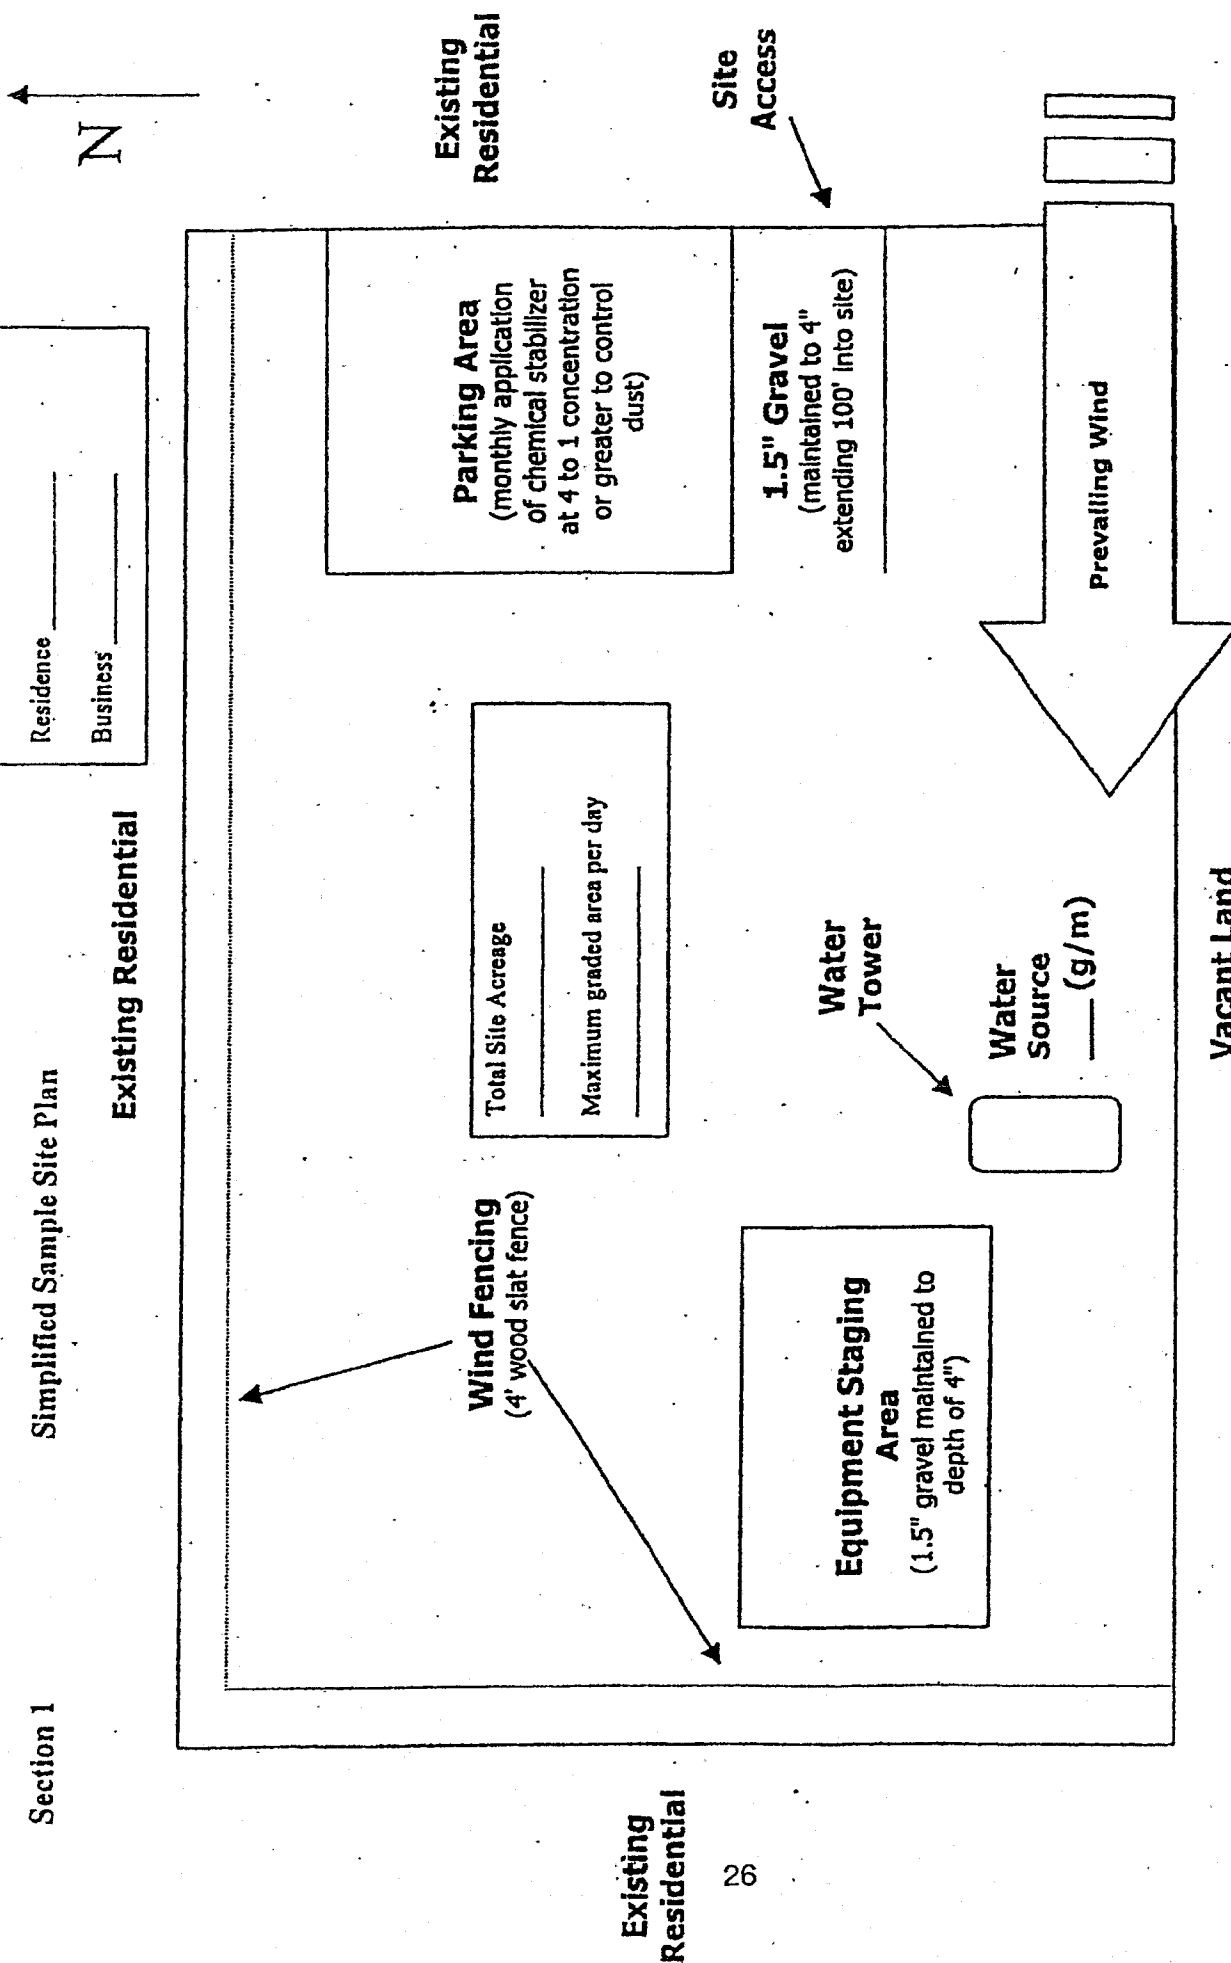 Section 1
Simplified Sample Site Plan
Residence
Business
N
Existing Residential
Existing
Residential
Wind Fencing
(4' wood slat fence)
Total Site Acreage
Maximum graded area per day
Parking Area
(monthly application
of chemical stabilizer
at 4 to 1 concentration
or greater to control
dust)
Existing
Residential
Site
Access
1.5" Gravel
(maintained to 4"
extending 100' into site)
Equipment Staging
Area
(1.5" gravel maintained to
depth of 4")
Water
Tower
Water
Source
(g/m)
Prevailing Wind
Vacant Land
26